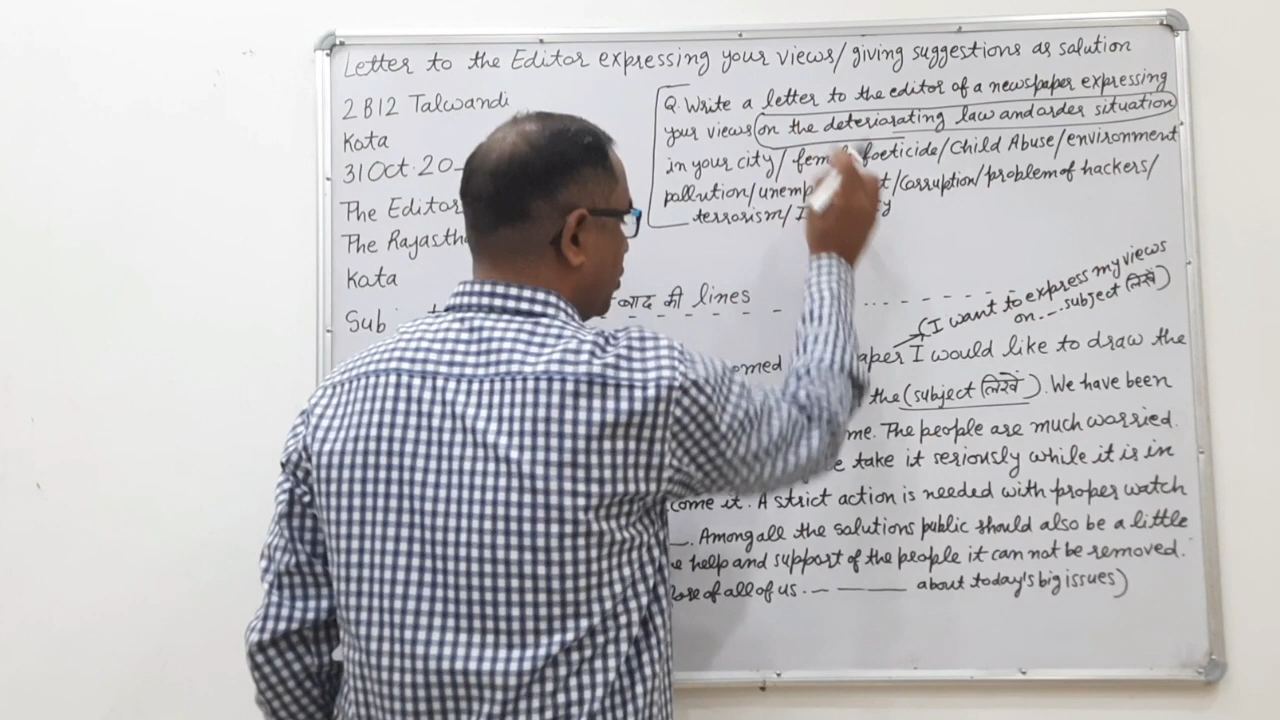 Letter to the Editor expressing your views/ giving suggestions as solution
2 B 12 Talwandi
Kota
31 Oct. 20_
The Editor
The Rajasth
Kota
Sub
Q. Write a letter to the editor of a newspaper expressing
your views on the deteriorating law and order situation
in your city/ foeticide/Child Abuse/environment
pollution/unemp /Corruption/problem of hackers/
terrorism/
बाद की lines
(I want to express my views
on... subject लिखें)
I would like to draw the
the (subject लिखें). We have been
me. The people are much worried.
take it seriously while it is in
come it. A strict action is needed with proper watch
_. Among all the solutions public should also be a little
help and support of the people it can not be removed.
of all of us. _ ___ about today's big issues)